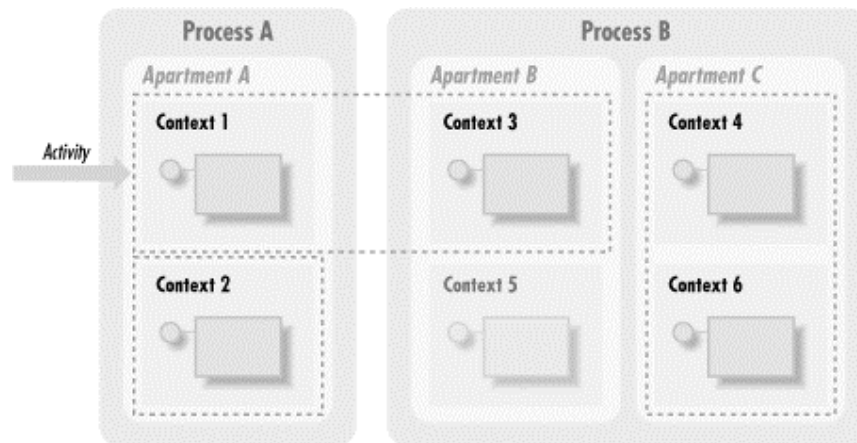 Process A
Process B
Apartment A
Apartment B
Apartment C
Context 1
Context 3
Context 4
Activity
Context 2
Context 5
Context 6